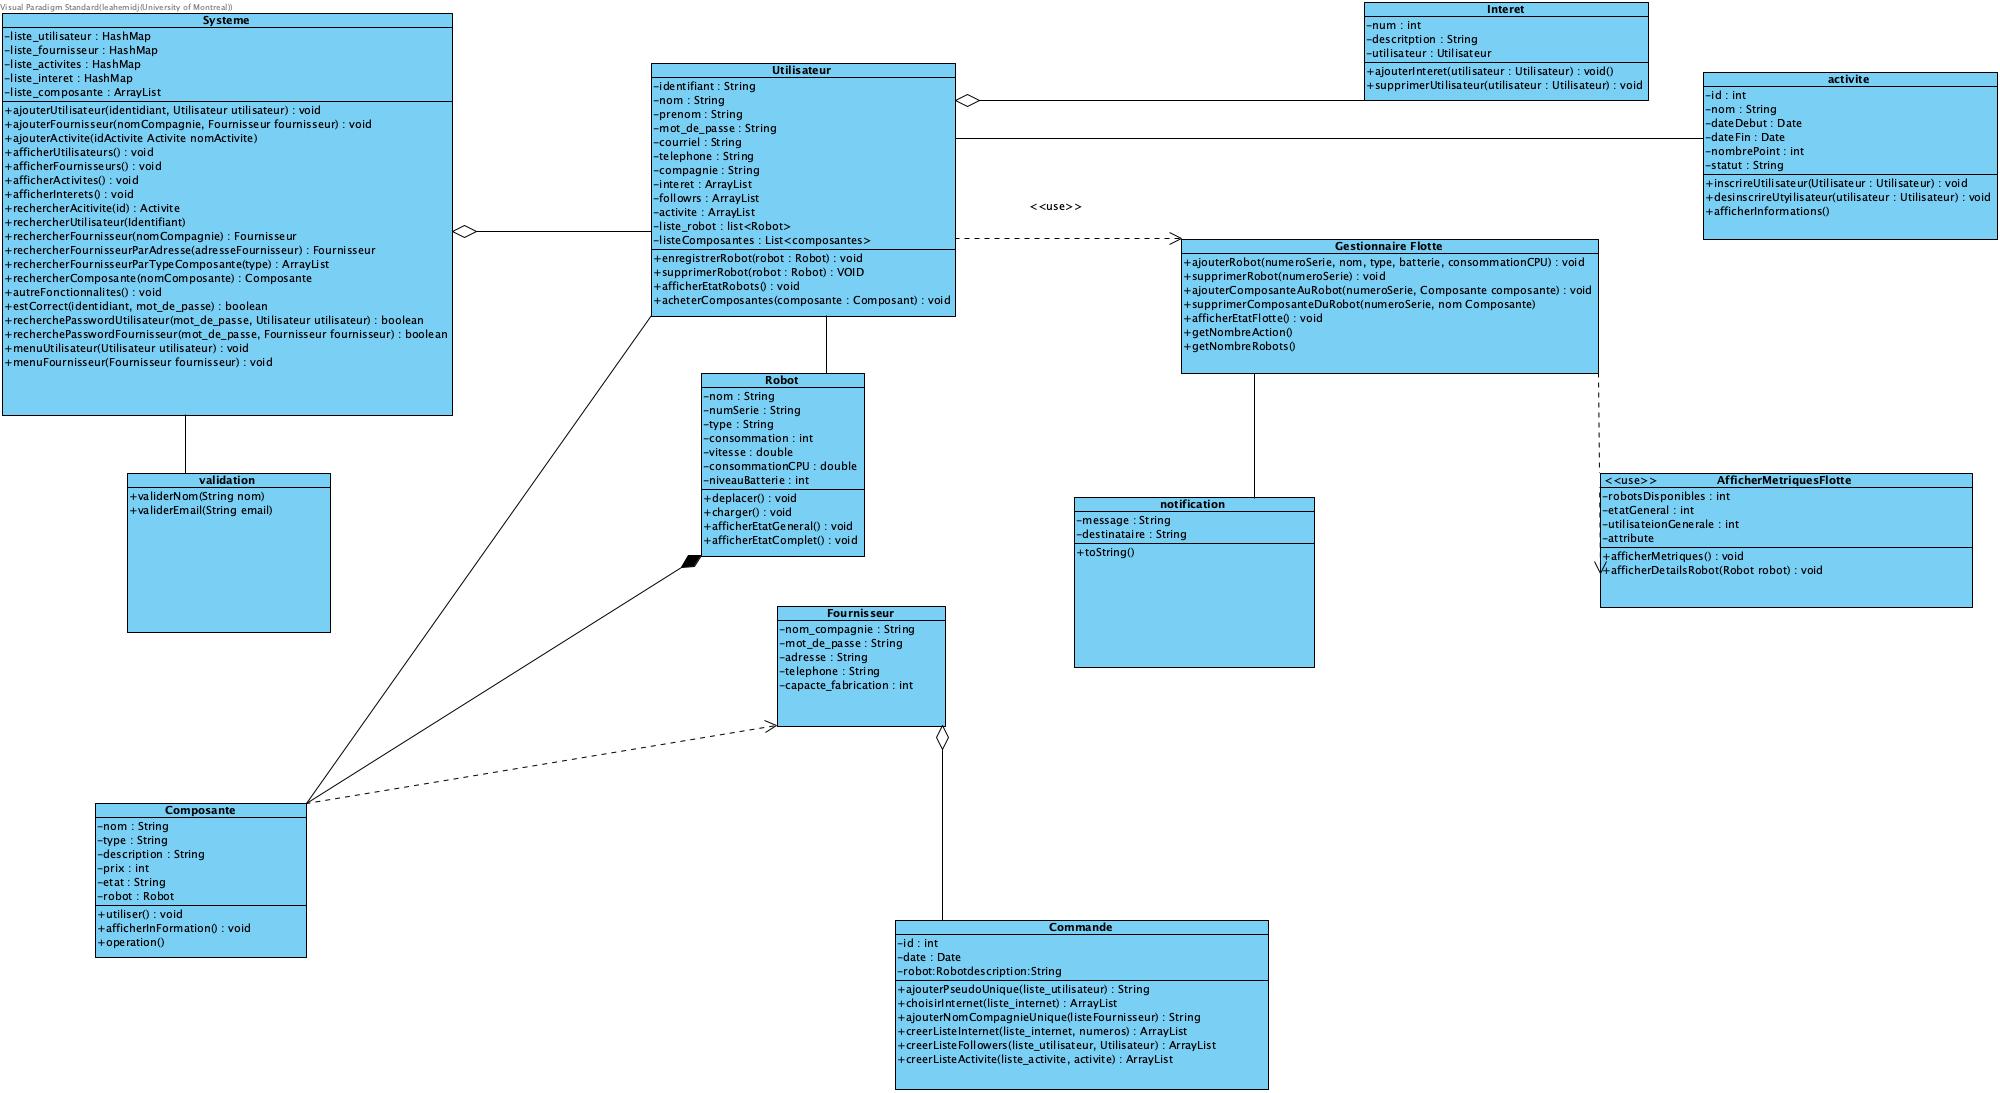 Visual Paradigm Standard(leahemidj(University of Montreal))
Systeme
-liste_utilisateur : HashMap
-liste_fournisseur : HashMap
-liste_activites : HashMap
-liste_interet : HashMap
-liste_composante : ArrayList
+ajouterUtilisateur(identidiant, Utilisateur utilisateur) : void
+ajouterFournisseur(nomCompagnie, Fournisseur fournisseur) : void
+ajouterActivite(idActivite Activite nomActivite)
+afficherUtilisateurs() : void
+afficherFournisseurs() : void
+afficherActivites() : void
+afficherInterets() : void
+rechercherAcitivite(id) : Activite
+rechercherUtilisateur(Identifiant)
+rechercherFournisseur(nomCompagnie) : Fournisseur
+rechercherFournisseurParAdresse(adresseFournisseur) : Fournisseur
+rechercherFournisseurParTypeComposante(type) : ArrayList
+rechercherComposante(nomComposante) : Composante
+autreFonctionnalites() : void
+estCorrect(identidiant, mot_de_passe) : boolean
+recherchePasswordUtilisateur(mot_de_passe, Utilisateur utilisateur) : boolean
+recherchePasswordFournisseur(mot_de_passe, Fournisseur fournisseur) : boolean
+menuUtilisateur(Utilisateur utilisateur) : void
+menuFournisseur(Fournisseur fournisseur) : void
Utilisateur
-identifiant : String
-nom : String
-prenom : String
-mot_de_passe : String
-courriel : String
-telephone : String
-compagnie : String
-interet : ArrayList
-followrs : ArrayList
-activite : ArrayList
-liste_robot : list<Robot>
-listeComposantes : List<composantes>
+enregistrerRobot(robot : Robot) : void
+supprimerRobot(robot : Robot) : VOID
+afficherEtatRobots() : void
+acheterComposantes(composante : Composant) : void
Interet
-num : int
-descritption : String
-utilisateur : Utilisateur
+ajouterInteret(utilisateur : Utilisateur) : void()
+supprimerUtilisateur(utilisateur : Utilisateur) : void
activite
-id : int
-nom : String
-dateDebut : Date
-dateFin : Date
-nombrePoint : int
-statut : String
+inscrireUtilisateur(Utilisateur : Utilisateur) : void
+desinscrireUtyilisateur(utilisateur : Utilisateur) : void
+afficherInformations()
<<use>>
Gestionnaire Flotte
+ajouterRobot(numeroSerie, nom, type, batterie, consommationCPU) : void
+supprimerRobot(numeroSerie) : void
+ajouterComposanteAuRobot(numeroSerie, Composante composante) : void
+supprimerComposanteDuRobot(numeroSerie, nom Composante)
+afficherEtatFlotte() : void
+getNombreAction()
+getNombreRobots()
Robot
-nom : String
-numSerie : String
-type : String
-consommation : int
-vitesse : double
-consommationCPU : double
-niveauBatterie : int
+deplacer() : void
+charger() : void
+afficherEtatGeneral() : void
+afficherEtatComplet() : void
validation
+validerNom(String nom)
+validerEmail(String email)
notification
-message : String
-destinataire : String
+toString()
<<use>>
AfficherMetriquesFlotte
-robotsDisponibles : int
-etatGeneral : int
-utilisateionGenerale : int
-attribute
+afficherMetriques() : void
+afficherDetailsRobot(Robot robot) : void
Fournisseur
-nom_compagnie : String
-mot_de_passe : String
-adresse : String
-telephone : String
-capacte_fabrication : int
Composante
-nom : String
-type : String
-description : String
-prix : int
-etat : String
-robot : Robot
+utiliser() : void
+afficherInFormation() : void
+operation()
Commande
-id : int
-date : Date
-robot:Robotdescription:String
+ajouterPseudoUnique(liste_utilisateur) : String
+choisirInternet(liste_internet) : ArrayList
+ajouterNomCompagnieUnique(listeFournisseur) : String
+creerListeInternet(liste_internet, numeros) : ArrayList
+creerListeFollowers(liste_utilisateur, Utilisateur) : ArrayList
+creerListeActivite(liste_activite, activite) : ArrayList